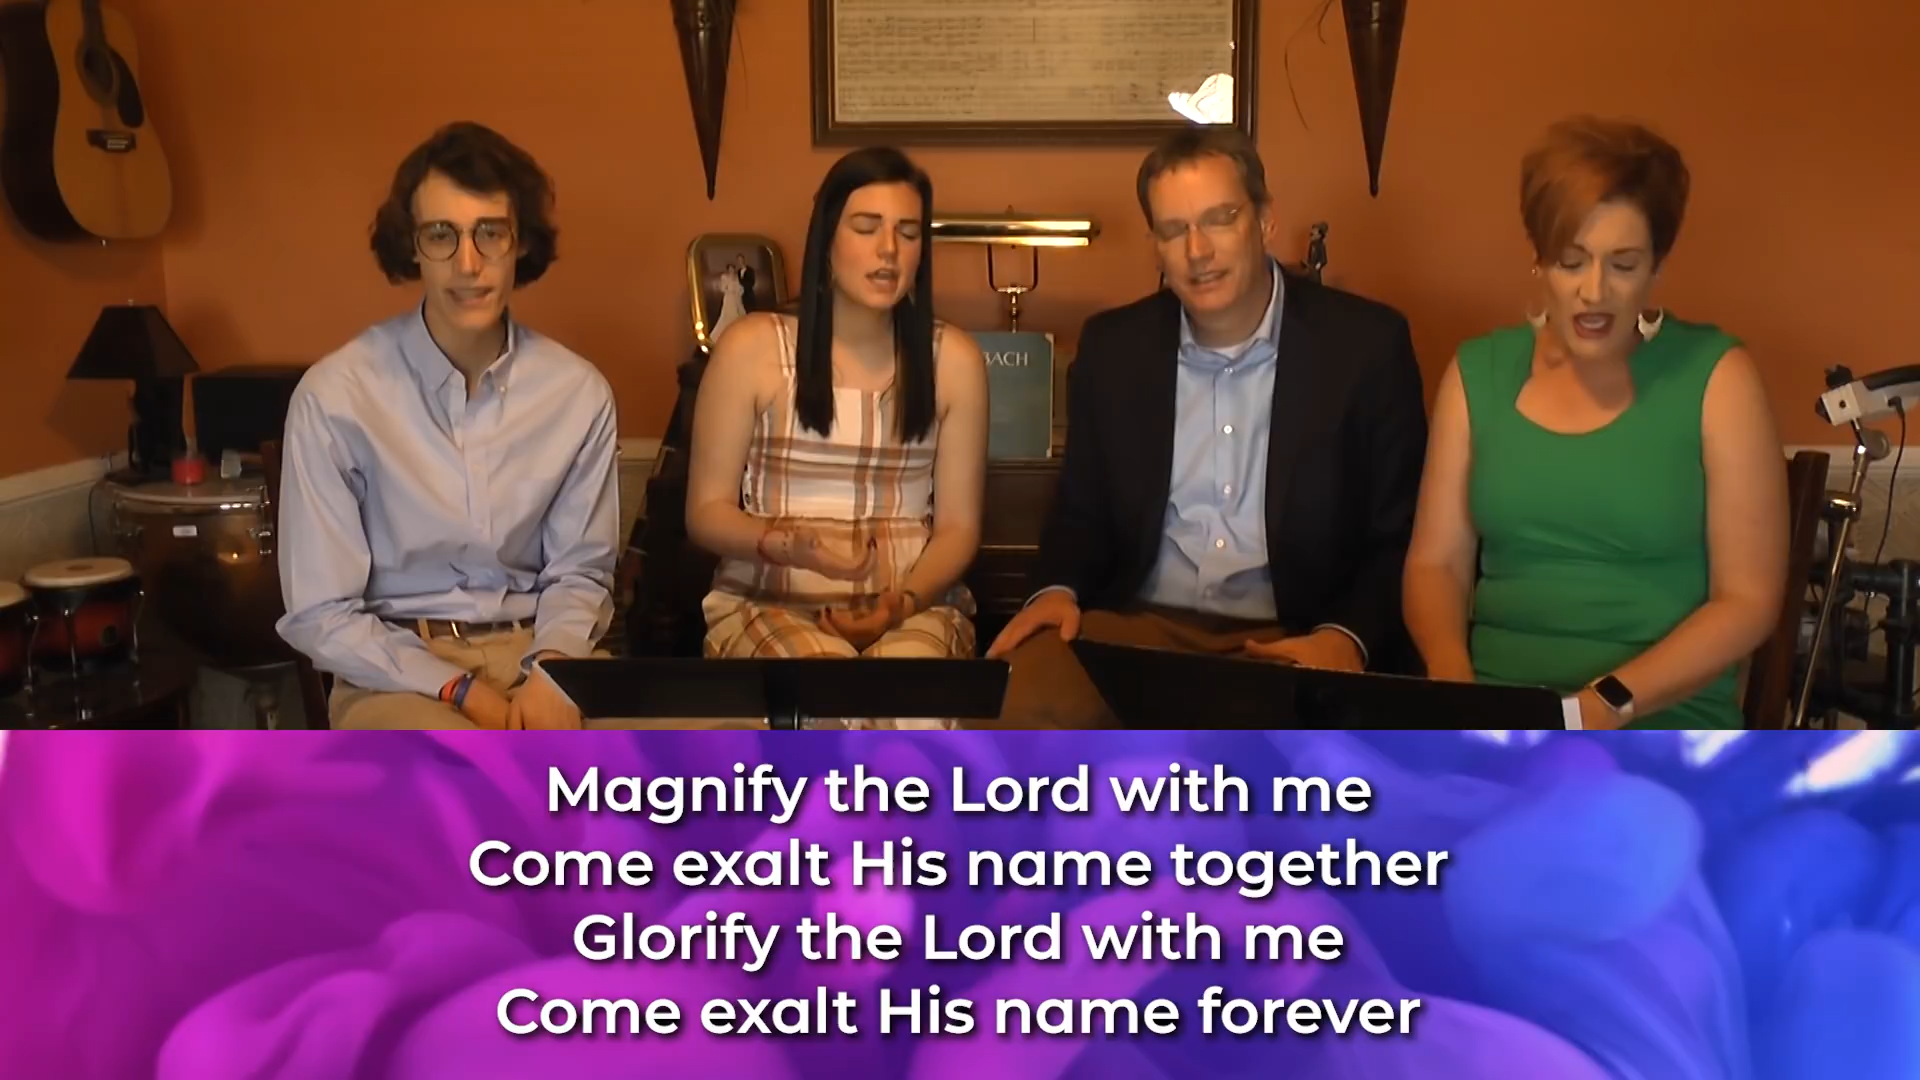 BACH
Magnify the Lord with me
Come exalt His name together
Glorify the Lord with me
Come exalt His name forever